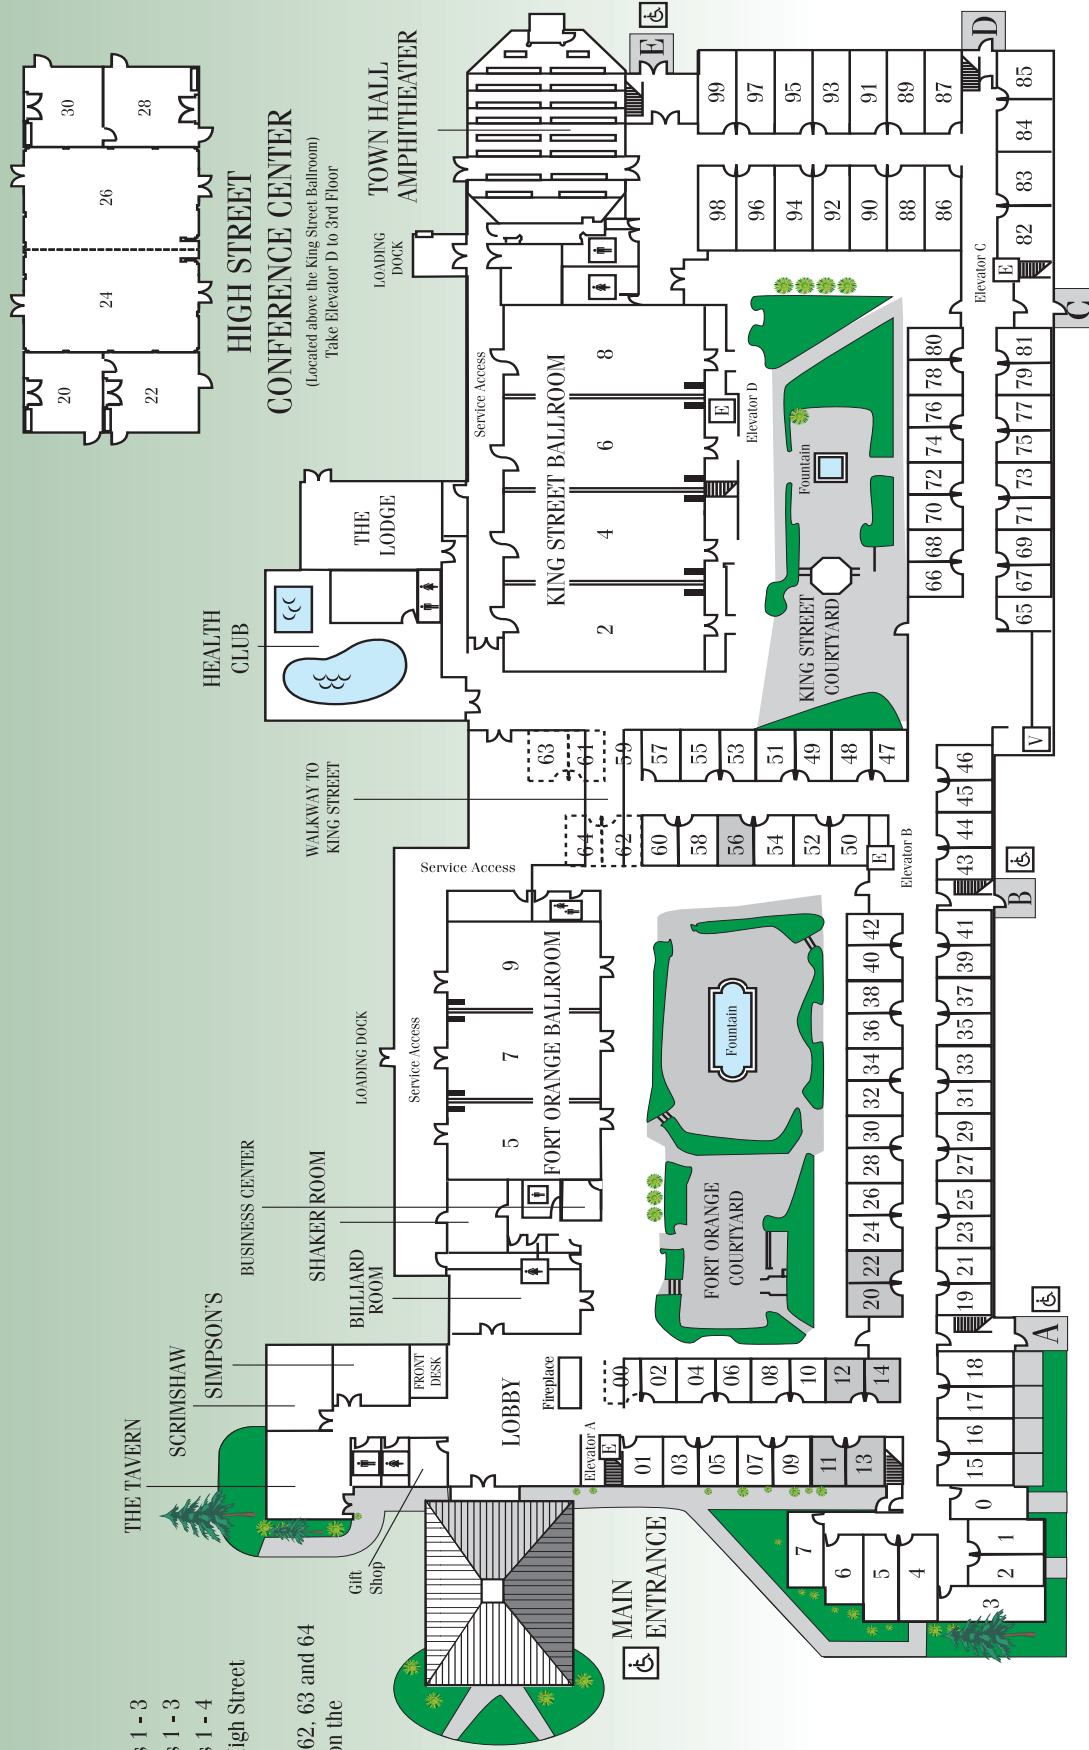 30
28
26
24
20
22
HIGH STREET
CONFERENCE CENTER
(Located above the King Street Ballroom)
Take Elevator D to 3rd Floor
TOWN HALL
AMPHITHEATER
LOADING
DOCK
E
D
99
97
95
93
91
89
87
98
96
94
92
90
88
86
85
84
83
82
Elevator C
E
C
Service Access
KING STREET BALLROOM
8
6
4
2
E
Elevator D
THE
LODGE
HEALTH
CLUB
Fountain
KING STREET
COURTYARD
80
78
76
74
72
70
68
66
81
79
77
75
73
71
69
67
65
V
WALKWAY TO
KING STREET
63
61
59
57
55
53
51
49
48
47
64
62
60
58
56
54
52
50
E
Elevator B
46
45
44
43
B
Service Access
LOADING DOCK
Service Access
FORT ORANGE BALLROOM
9
7
5
Fountain
FORT ORANGE
COURTYARD
42
40
38
36
34
32
30
28
26
24
22
20
41
39
37
35
33
31
29
27
25
23
21
19
A
BUSINESS CENTER
SHAKER ROOM
BILLIARD
ROOM
SIMPSON'S
SCRIMSHAW
THE TAVERN
FRONT
DESK
LOBBY
Fireplace
00
02
04
06
08
10
12
14
Elevator A
E
01
03
05
07
09
11
13
18
17
16
15
0
1
2
3
4
5
6
7
Gift
Shop
MAIN
ENTRANCE
s 1 - 3
s 1 - 3
s 1 - 4
igh Street
62, 63 and 64
on the